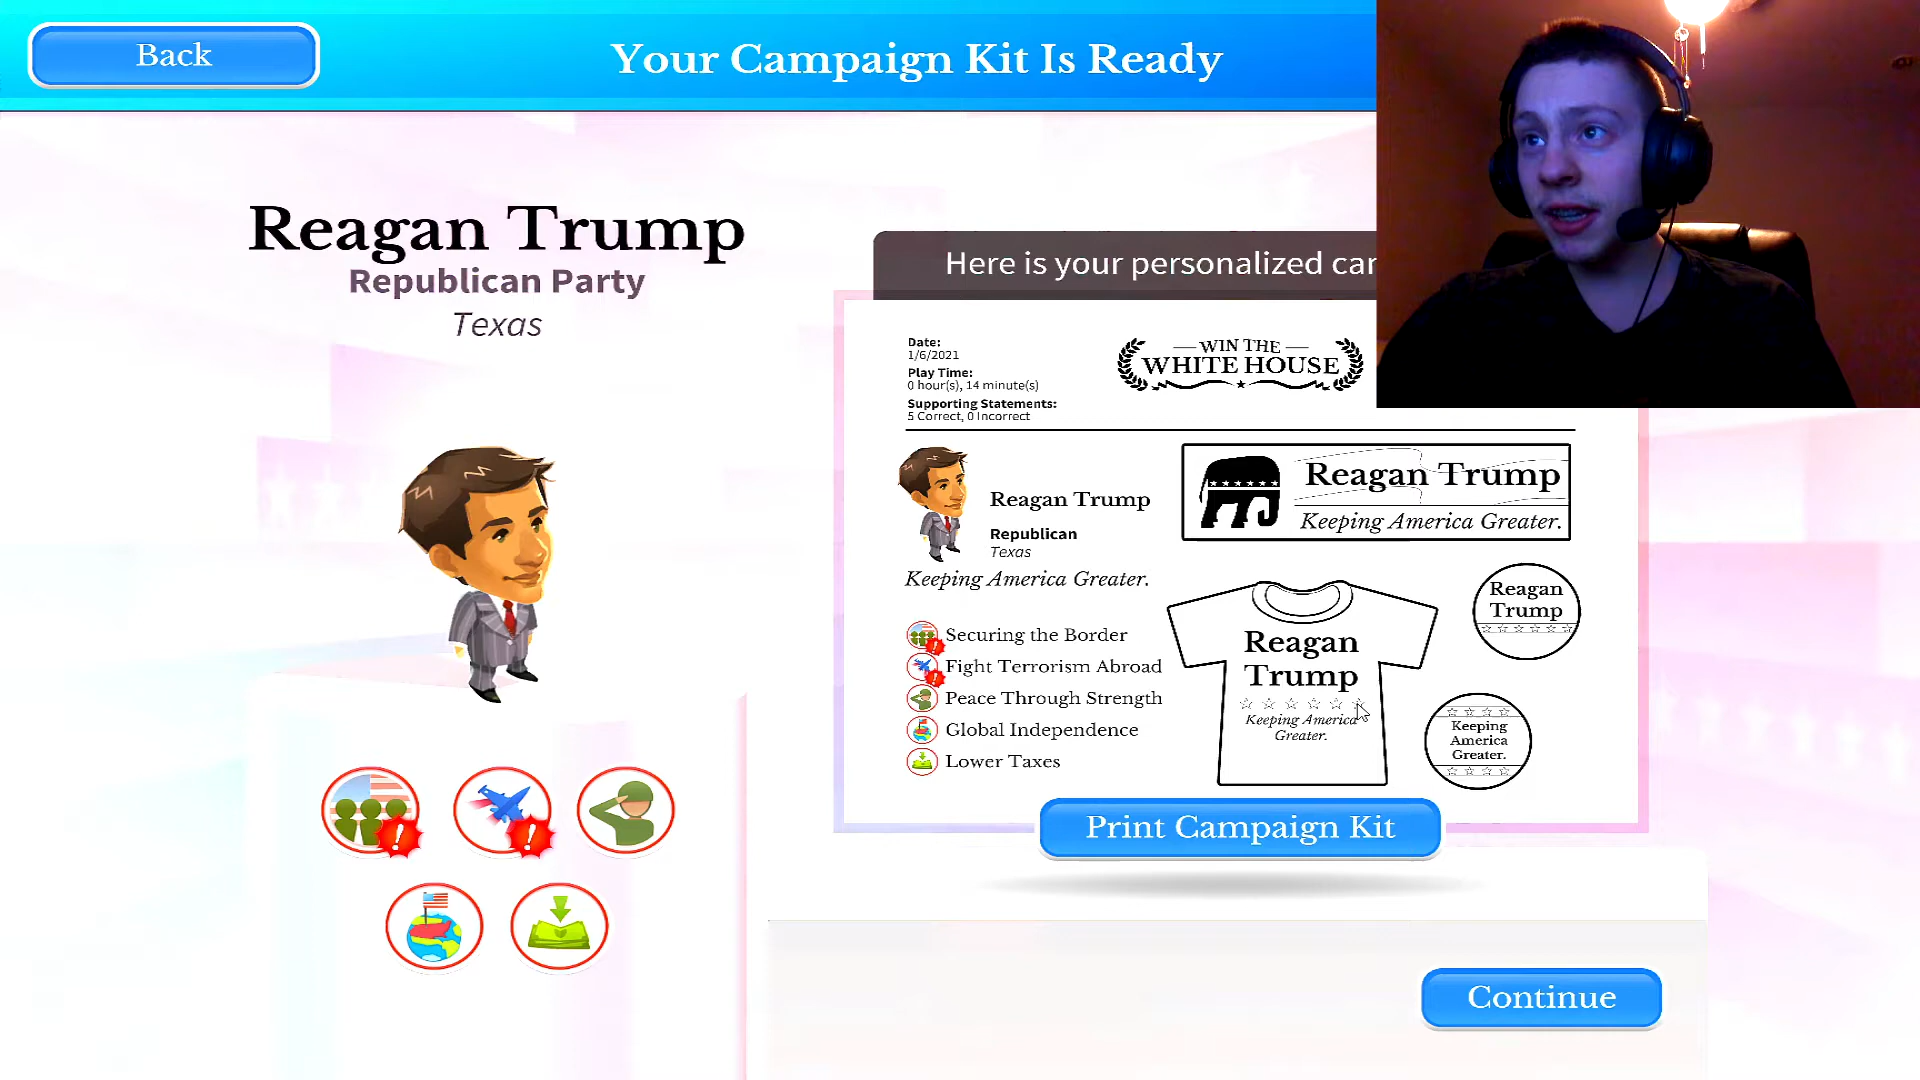 Back
Your Campaign Kit Is Ready
Reagan Trump
Republican Party
Texas
Here is your personalized
Date:
1/6/2021
Play Time:
0 hour(s), 14 minute(s)
Supporting Statements:
5 Correct, 0 Incorrect
WIN THE
WHITE HOUSE
Reagan Trump
Republican
Texas
Keeping America Greater.
Securing the Border
Fight Terrorism Abroad
Peace Through Strength
Global Independence
Lower Taxes
Reagan Trump
Keeping America Greater.
Reagan
Trump
Keeping America
Greater.
Reagan
Trump
Keeping
America
Greater.
Print Campaign Kit
Continue